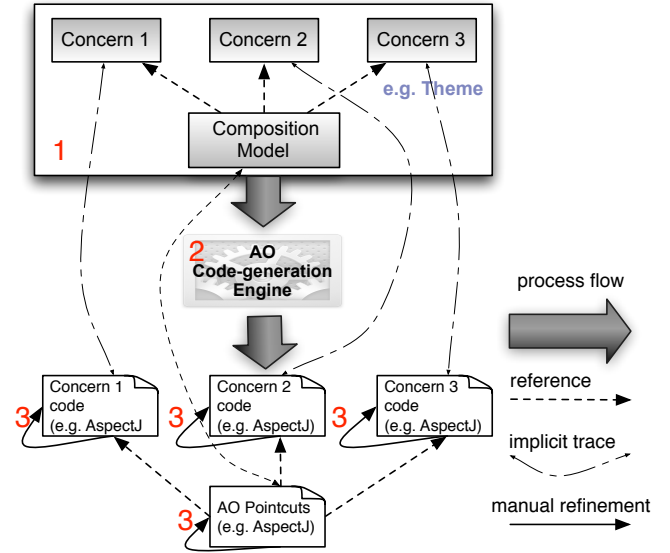 Concern 1
Concern 2
Concern 3
e.g. Theme
Composition
Model
1
2
AO
Code-generation
Engine
process flow
Concern 1
code
(e.g. AspectJ
3
Concern 2
code
(e.g. AspectJ)
3
Concern 3
code
(e.g. AspectJ)
3
reference
implicit trace
AO Pointcuts
(e.g. AspectJ)
3
manual refinement